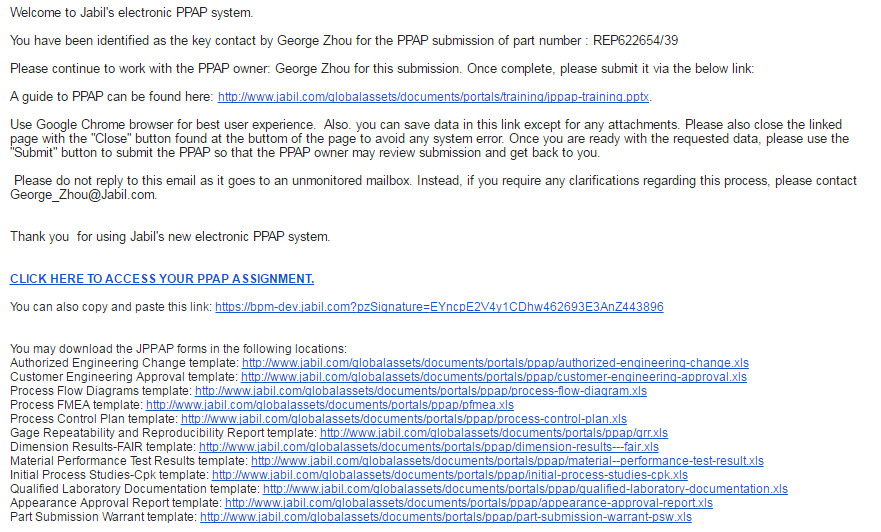 Welcome to Jabil's electronic PPAP system.
You have been identified as the key contact by George Zhou for the PPAP submission of part number : REP622654/39
Please continue to work with the PPAP owner: George Zhou for this submission. Once complete, please submit it via the below link:
A guide to PPAP can be found here: http://www.jabil.com/globalassets/documents/portals/training/jppap-training.pptx.
Use Google Chrome browser for best user experience.  Also. you can save data in this link except for any attachments. Please also close the linked
page with the "Close" button found at the buttom of the page to avoid any system error. Once you are ready with the requested data, please use the
"Submit" button to submit the PPAP so that the PPAP owner may review submission and get back to you.
Please do not reply to this email as it goes to an unmonitored mailbox. Instead, if you require any clarifications regarding this process, please contact
George_Zhou@Jabil.com.
Thank you  for using Jabil's new electronic PPAP system.
CLICK HERE TO ACCESS YOUR PPAP ASSIGNMENT.
You can also copy and paste this link: https://bpm-dev.jabil.com?pzSignature=EYncpE2V4y1CDhw462693E3AnZ443896
You may download the JPPAP forms in the following locations:
Authorized Engineering Change template: http://www.jabil.com/globalassets/documents/portals/ppap/authorized-engineering-change.xls
Customer Engineering Approval template: http://www.jabil.com/globalassets/documents/portals/ppap/customer-engineering-approval.xls
Process Flow Diagrams template: http://www.jabil.com/globalassets/documents/portals/ppap/process-flow-diagram.xls
Process FMEA template: http://www.jabil.com/globalassets/documents/portals/ppap/pfmea.xls
Process Control Plan template: http://www.jabil.com/globalassets/documents/portals/ppap/process-control-plan.xls
Gage Repeatability and Reproducibility Report template: http://www.jabil.com/globalassets/documents/portals/ppap/grr.xls
Dimension Results-FAIR template: http://www.jabil.com/globalassets/documents/portals/ppap/dimension-results---fair.xls
Material Performance Test Results template: http://www.jabil.com/globalassets/documents/portals/ppap/material--performance-test-result.xls
Initial Process Studies-Cpk template: http://www.jabil.com/globalassets/documents/portals/ppap/initial-process-studies-cpk.xls
Qualified Laboratory Documentation template: http://www.jabil.com/globalassets/documents/portals/ppap/qualified-laboratory-documentation.xls
Appearance Approval Report template: http://www.jabil.com/globalassets/documents/portals/ppap/appearance-approval-report.xls
Part Submission Warrant template: http://www.jabil.com/globalassets/documents/portals/ppap/part-submission-warrant-psw.xls